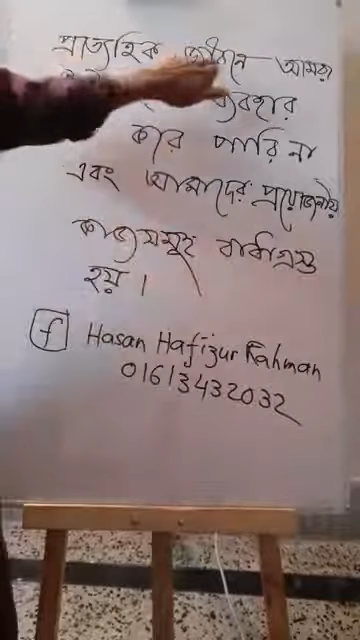 প্রাত্যহিক জীবনে আমরা
ব্যবহার
করে পারি না
এবং আমাদের প্রয়োজনীয়
কাজসমূহ বাধাগ্রস্ত
হয় ।
f Hasan Hafizur Rahman
01613432032